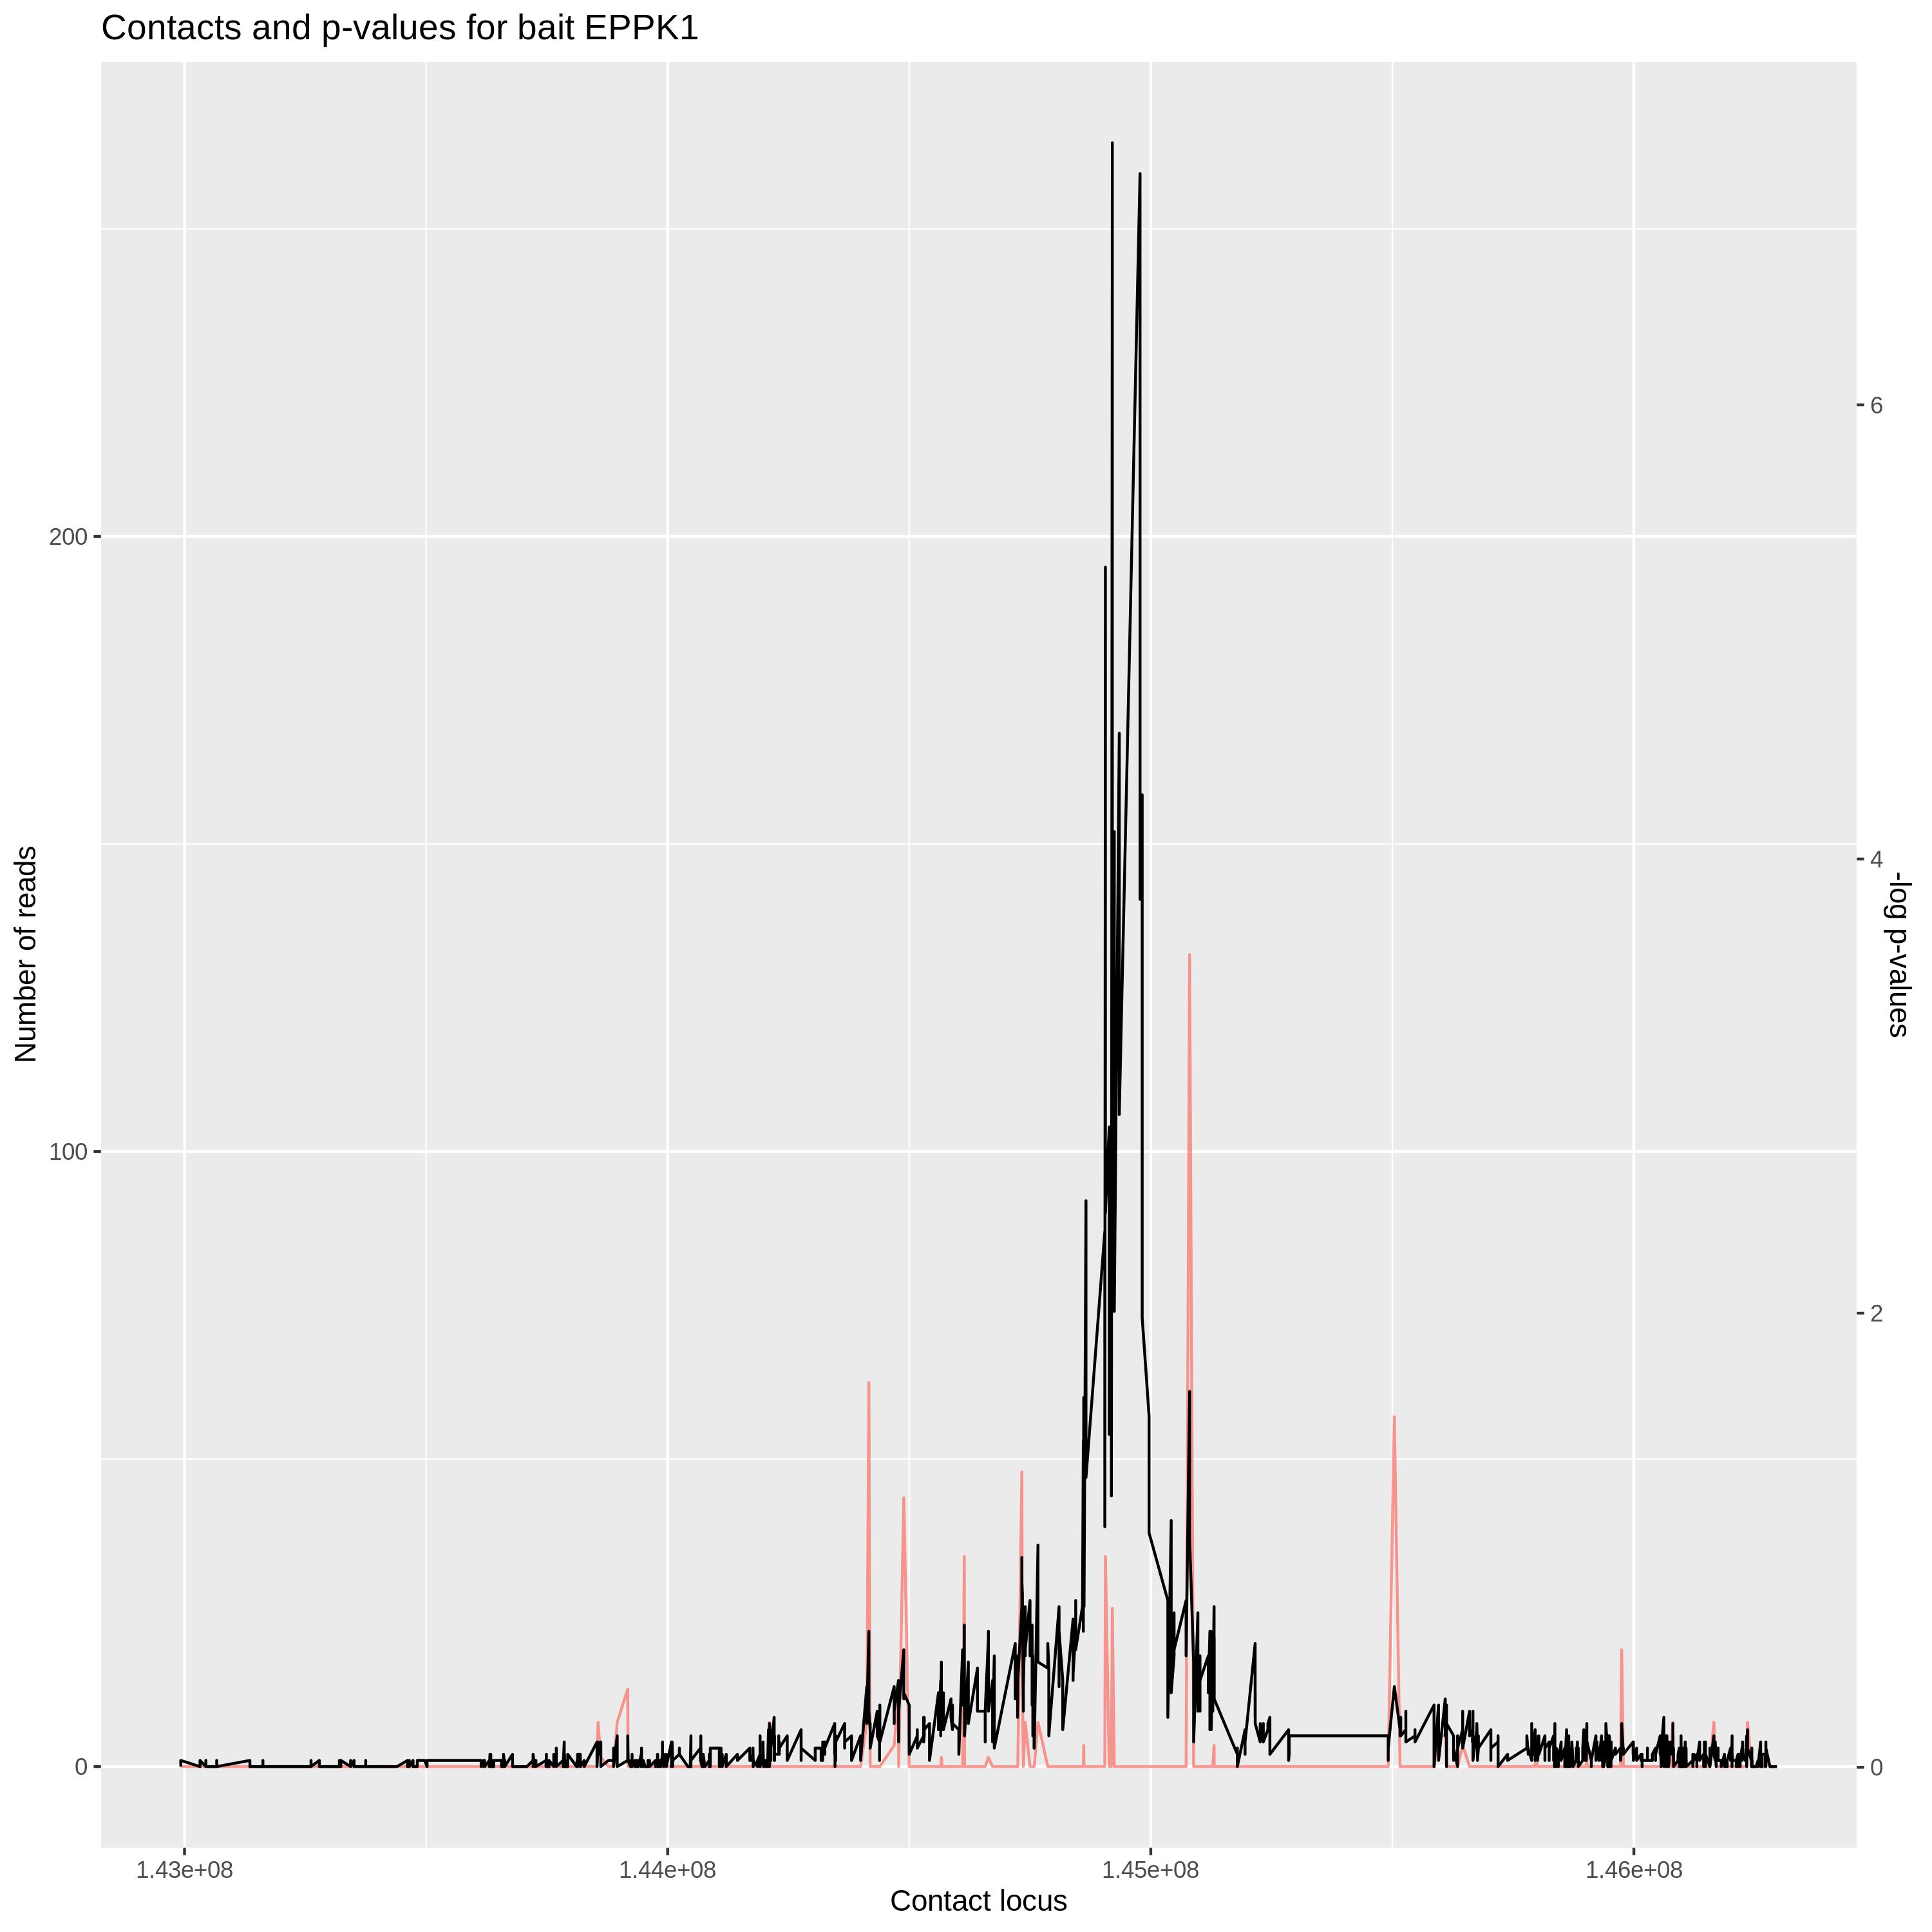 Contacts and p-values for bait EPPK1
Number of reads
200
100
0
6
4
2
0
-log p-values
1.43e+08
1.44e+08
1.45e+08
1.46e+08
Contact locus